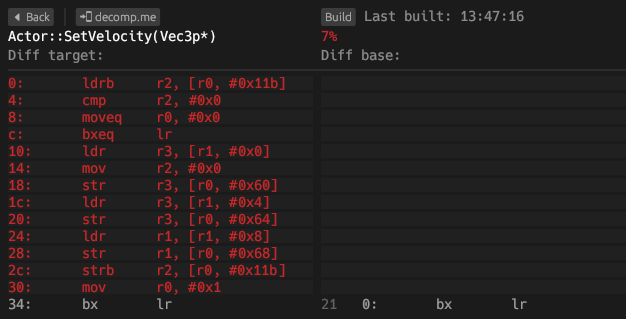 Back decomp.me Build Last built: 13:47:16
Actor::SetVelocity(Vec3p*) 7%
Diff target: Diff base:
0: ldrb r2, [r0, #0x11b]
4: cmp r2, #0x0
8: moveq r0, #0x0
c: bxeq lr
10: ldr r3, [r1, #0x0]
14: mov r2, #0x0
18: str r3, [r0, #0x60]
1c: ldr r3, [r1, #0x4]
20: str r3, [r0, #0x64]
24: ldr r1, [r1, #0x8]
28: str r1, [r0, #0x68]
2c: strb r2, [r0, #0x11b]
30: mov r0, #0x1
34: bx lr 21 0: bx lr